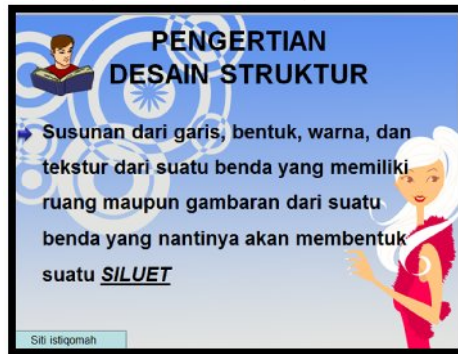 PENGERTIAN
DESAIN STRUKTUR
Susunan dari garis, bentuk, warna, dan
tekstur dari suatu benda yang memiliki
ruang maupun gambaran dari suatu
benda yang nantinya akan membentuk
suatu SILUET
Siti istiqomah